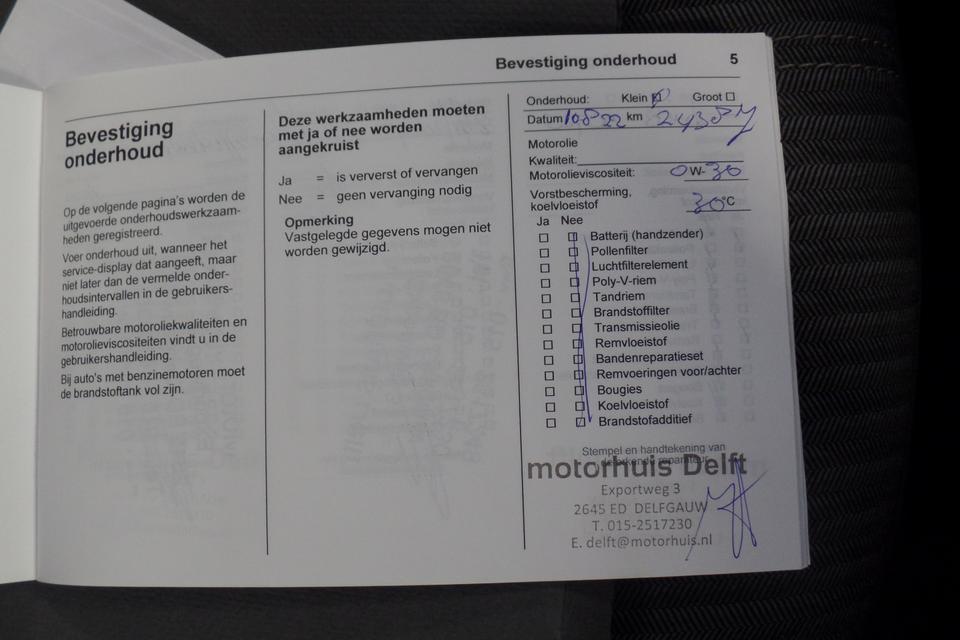 Bevestiging onderhoud 5
Bevestiging
onderhoud
Op de volgende pagina's worden de
uitgevoerde onderhoudswerkzaam-
heden geregistreerd.
Voer onderhoud uit, wanneer het
service-display dat aangeeft, maar
niet later dan de vermelde onder-
houdsintervallen in de gebruikers-
handleiding.
Betrouwbare motoroliekwaliteiten en
motorolieviscositeiten vindt u in de
gebruikershandleiding.
Bij auto's met benzinemotoren moet
de brandstoftank vol zijn.
Deze werkzaamheden moeten
met ja of nee worden
aangekruist
Ja = is ververst of vervangen
Nee = geen vervanging nodig
Opmerking
Vastgelegde gegevens mogen niet
worden gewijzigd.
Onderhoud: Klein Groot
Datum 22 km
Motorolie
Kwaliteit:
Motorolieviscositeit: 0W-30
Vorstbescherming,
koelvloeistof 30 °C
Ja Nee
Batterij (handzender)
Pollenfilter
Luchtfilterelement
Poly-V-riem
Tandriem
Brandstoffilter
Transmissieolie
Remvloeistof
Bandenreparatieset
Remvoeringen voor/achter
Bougies
Koelvloeistof
Brandstofadditief
Stempel en handtekening van
motorhuis Delft
Exportweg 3
2645 ED DELFGAUW
T. 015-2517230
E. delft@motorhuis.nl